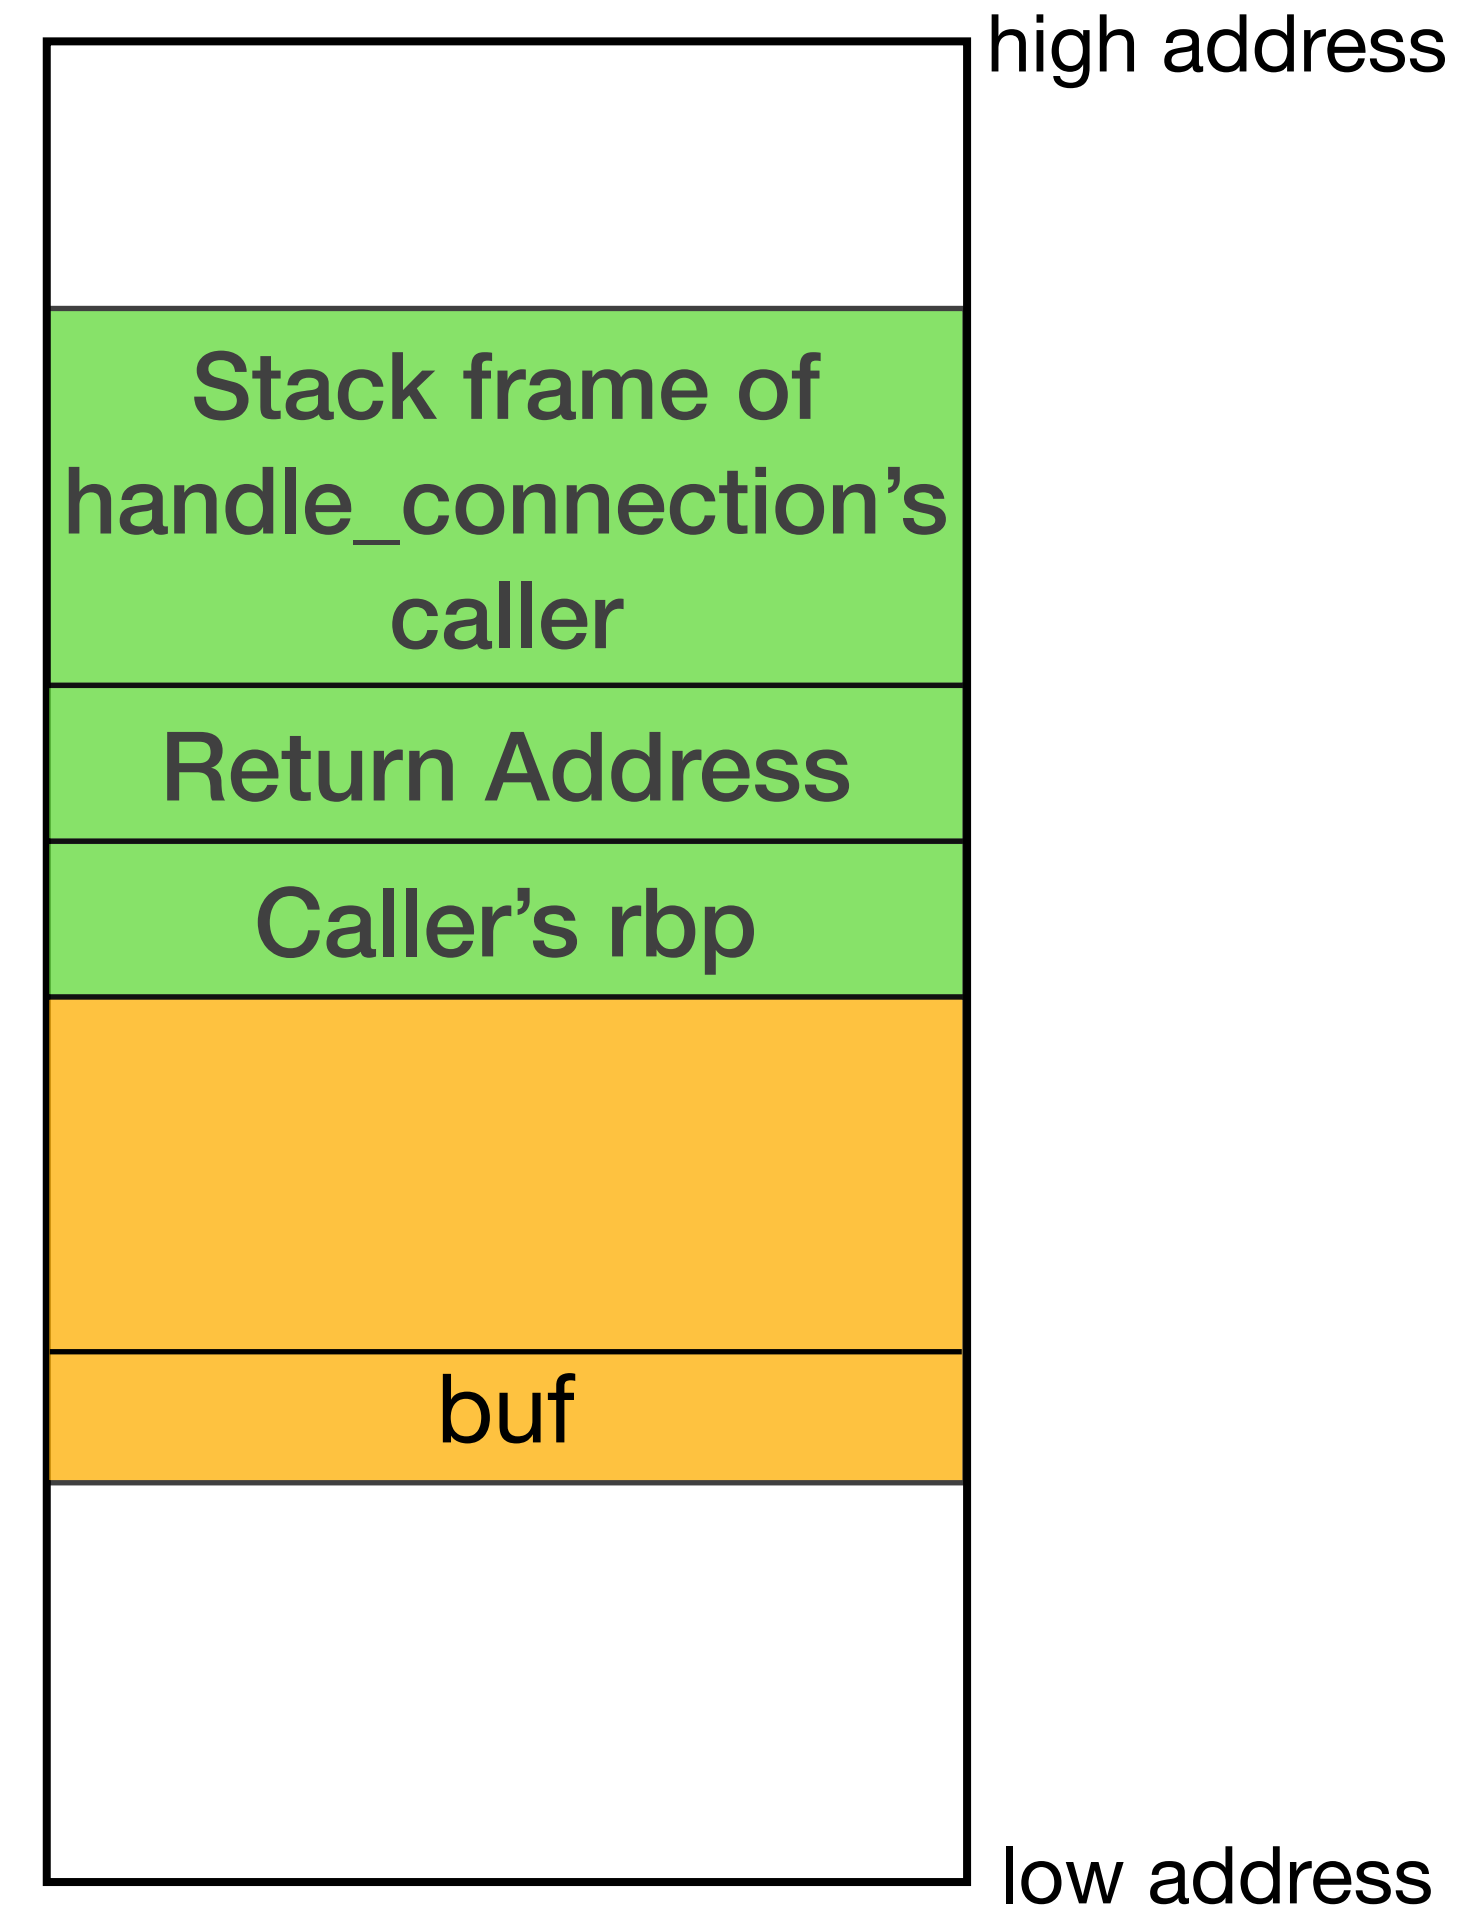 high address
Stack frame of
handle_connection’s
caller
Return Address
Caller’s rbp
buf
low address